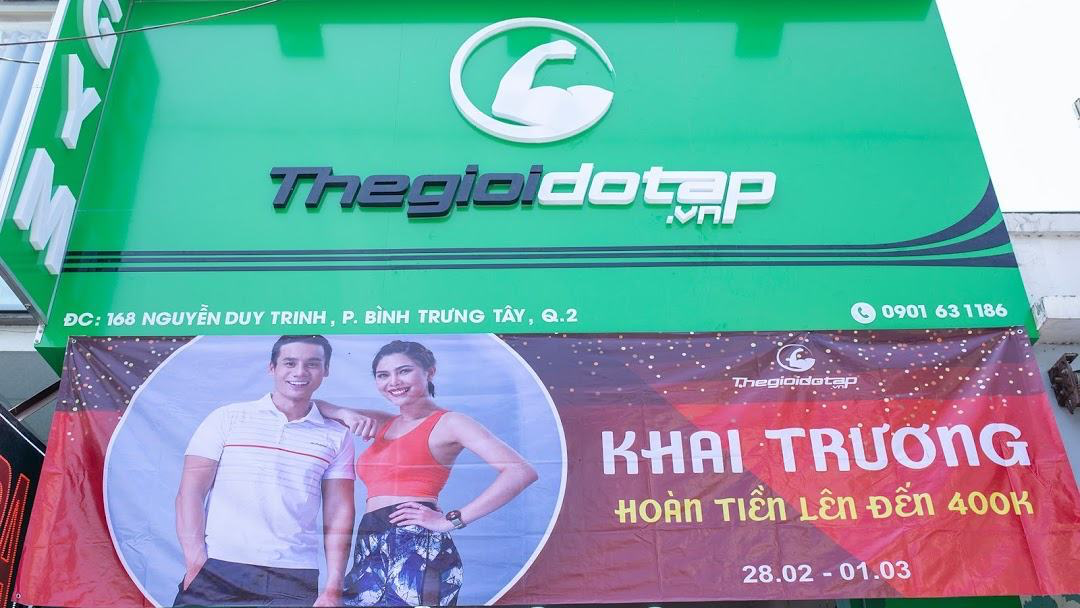 GYM
Thegioidotap
.vn
ĐC: 168 NGUYỄN DUY TRINH, P. BÌNH TRƯNG TÂY, Q.2
0901 63 1186
Thegioidotap
.vn
KHAI TRƯƠNG
HOÀN TIỀN LÊN ĐẾN 400K
28.02 - 01.03